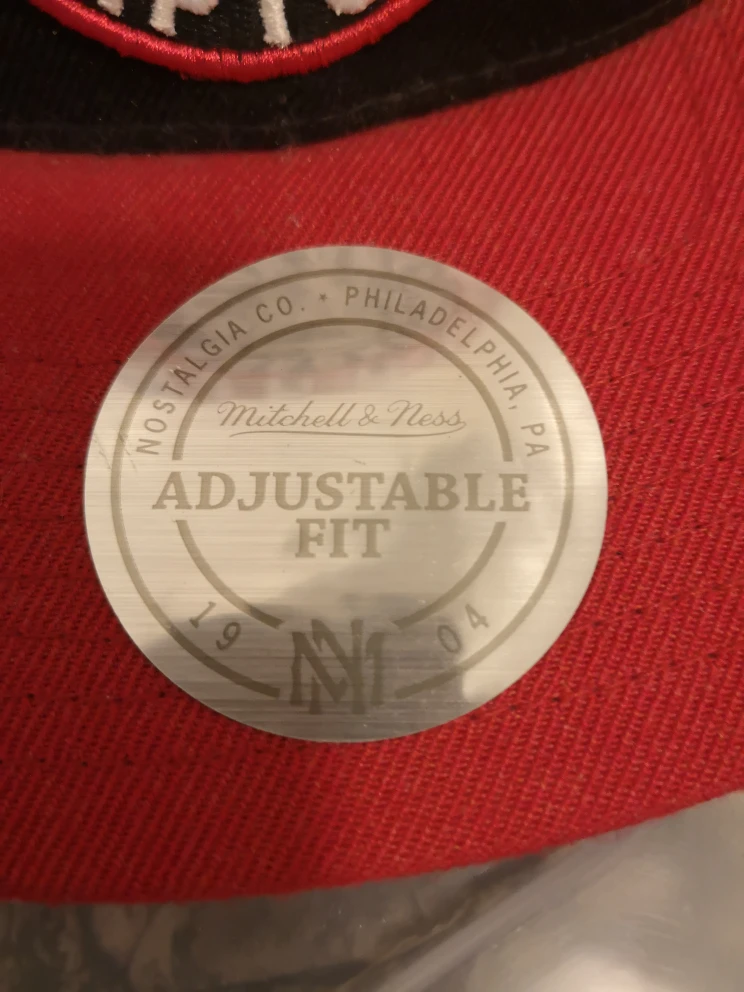 NOSTALGIA CO. * PHILADELPHIA, PA
Mitchell & Ness
ADJUSTABLE
FIT
19 04